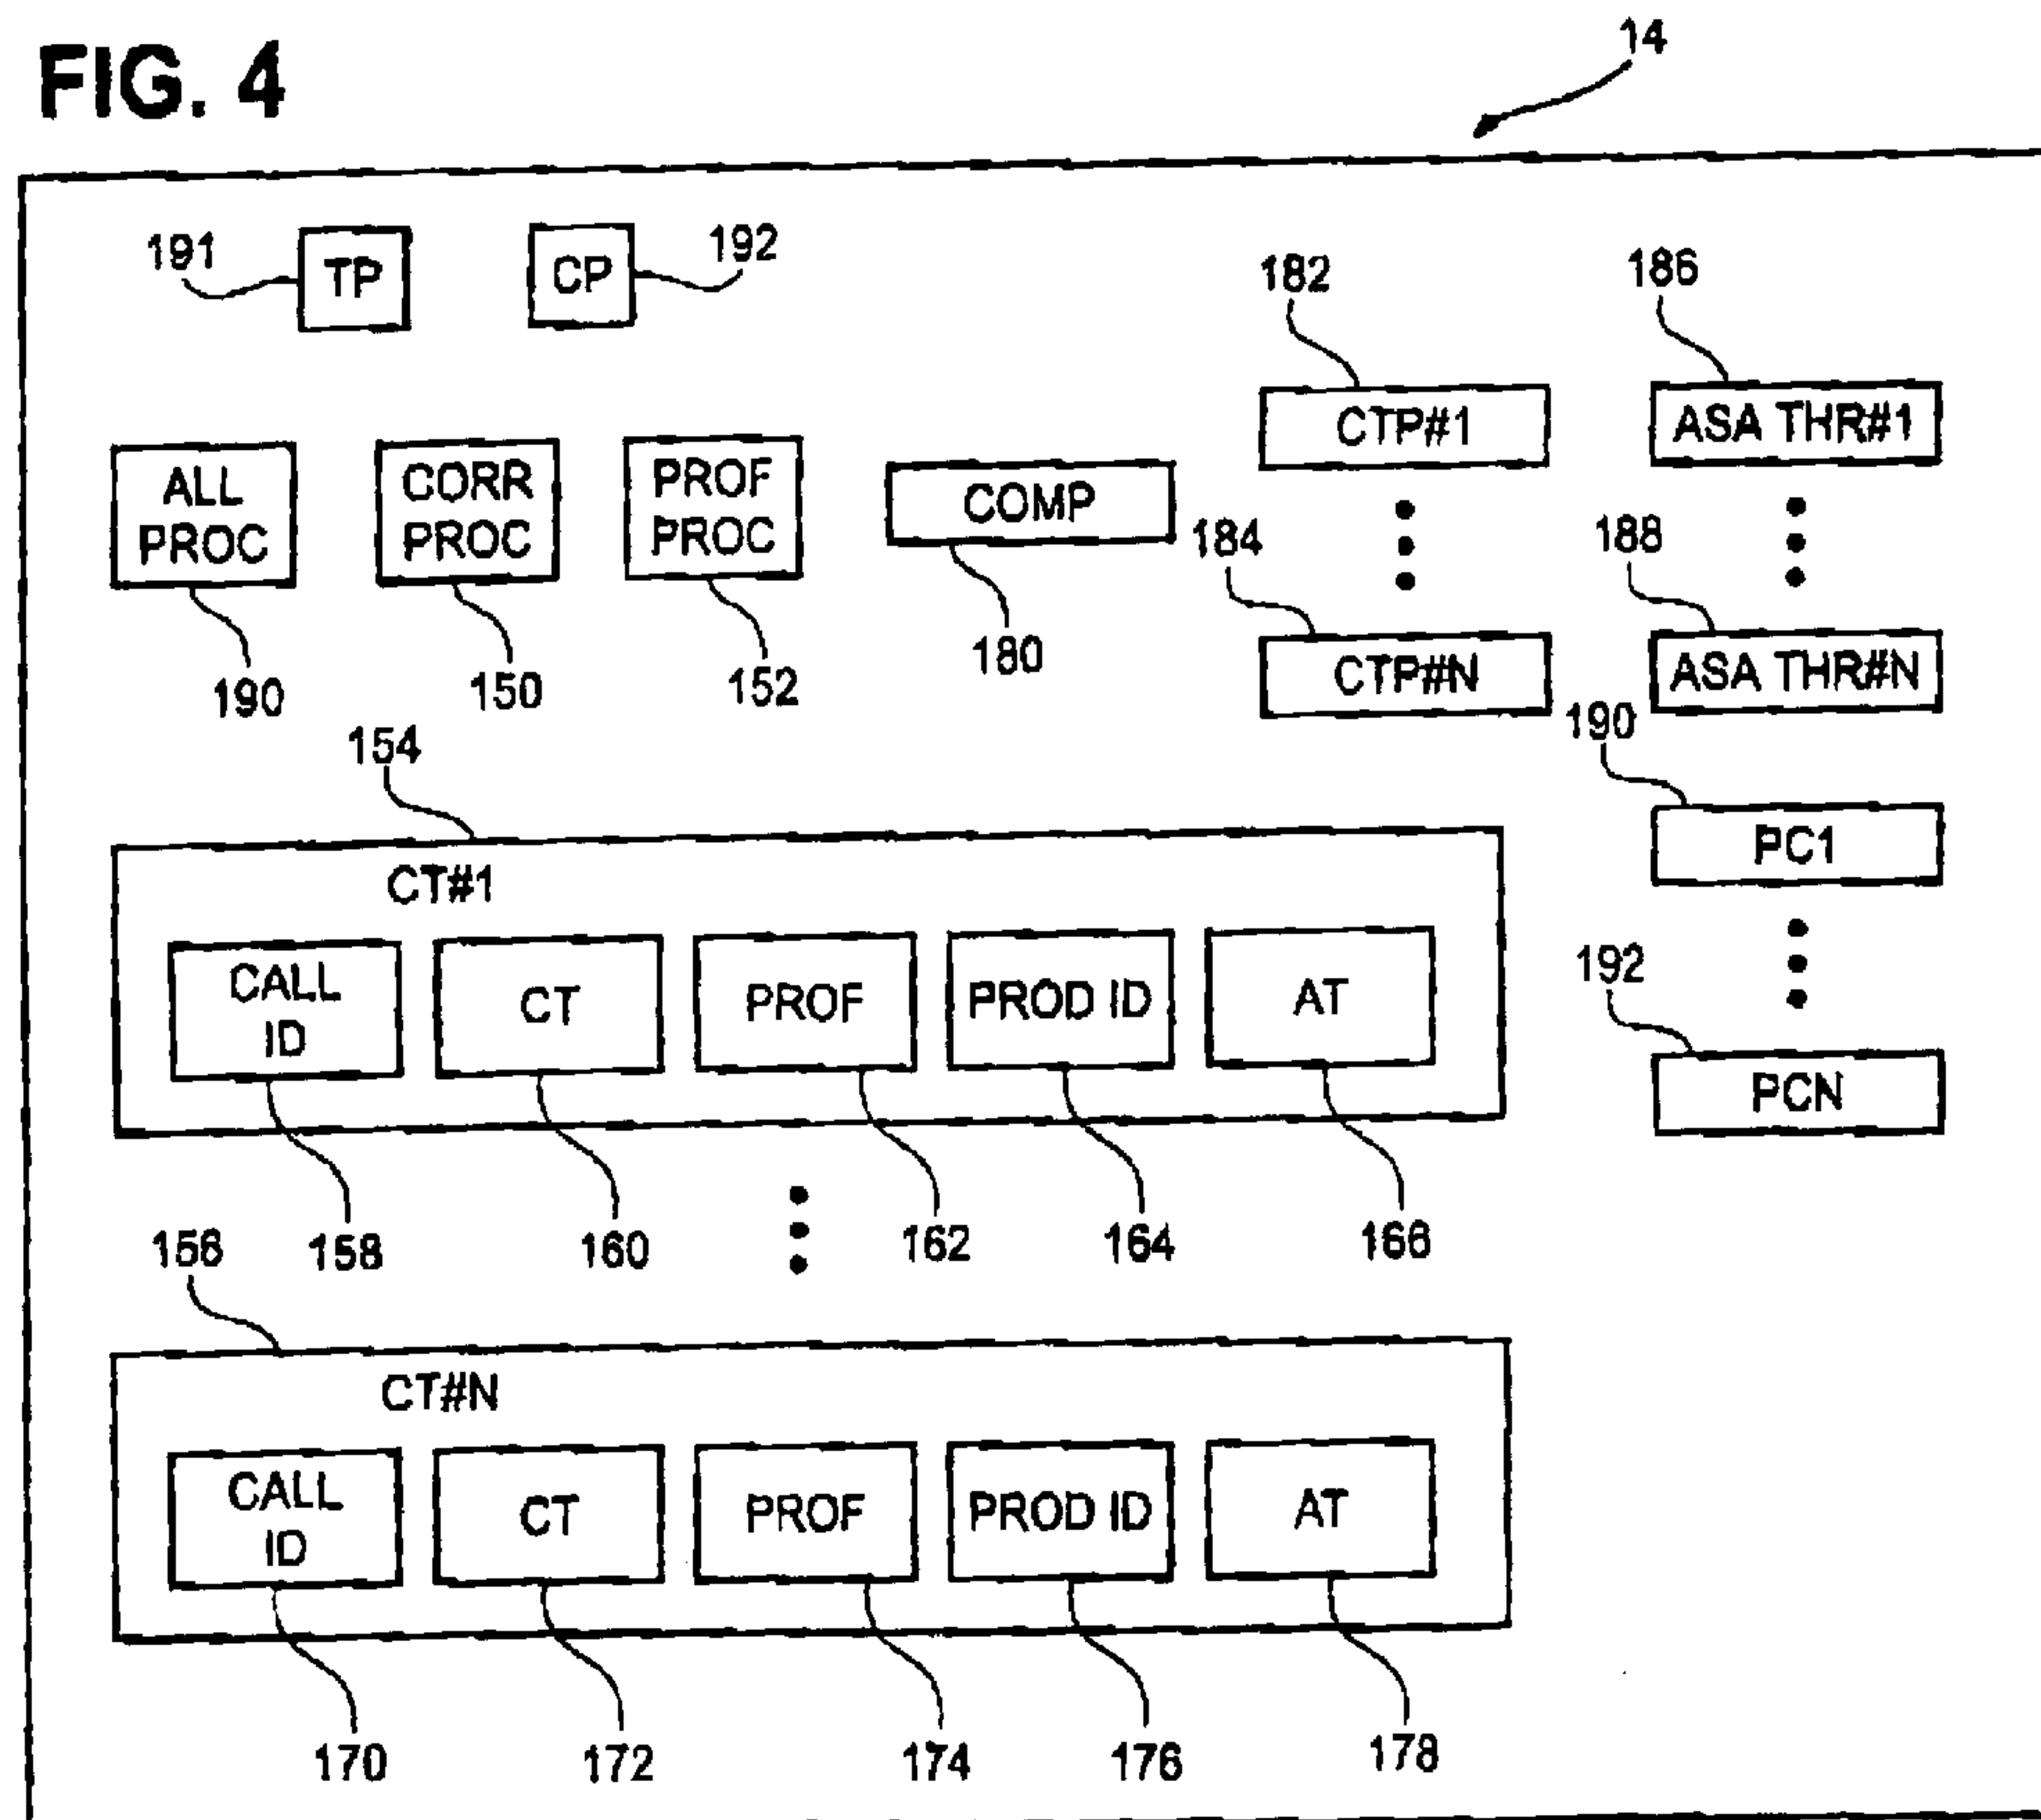 FIG. 4
14
191
TP
CP
192
182
186
CTP#1
ASA THR#1
ALL
PROC
CORR
PROC
PROF
PROC
COMP
184
188
190
150
152
180
CTP#N
ASA THR#N
190
154
PC1
CT#1
CALL
ID
CT
PROF
PROD ID
AT
192
PCN
158
160
162
164
166
156
CT#N
CALL
ID
CT
PROF
PROD ID
AT
170
172
174
176
178